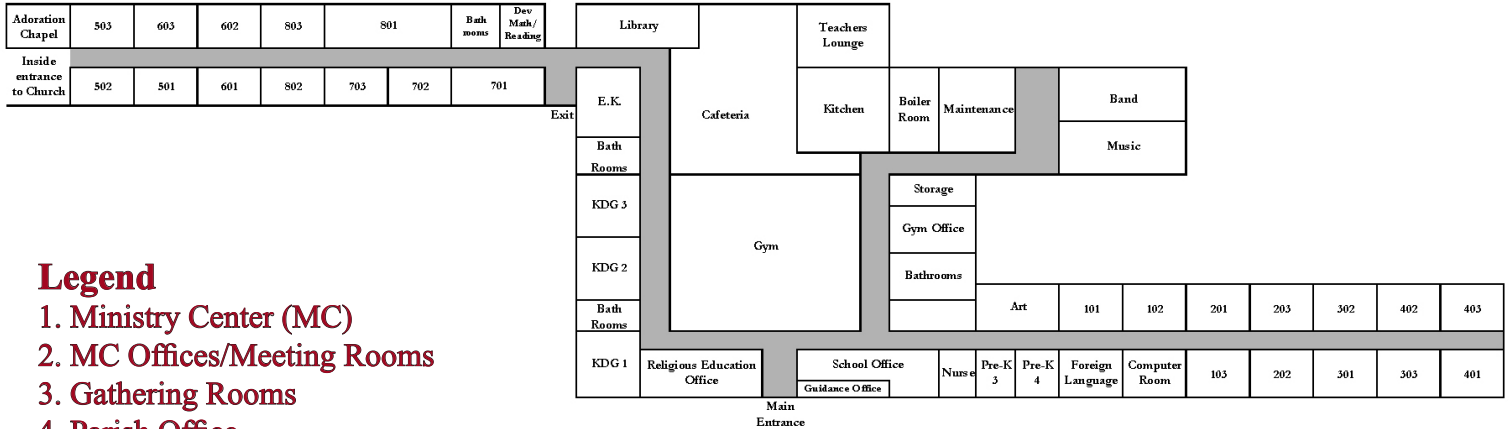 Adoration
Chapel
503
603
602
803
801
Bath
rooms
Dev
Math/
Reading
Library
Teachers
Lounge
Inside
entrance
to Church
502
501
601
802
703
702
701
Exit
E.K.
Cafeteria
Kitchen
Boiler
Room
Maintenance
Band
Music
Bath
Rooms
KDG 3
Storage
Gym Office
Gym
KDG 2
Bathrooms
Bath
Rooms
Art
101
102
201
203
302
402
403
KDG 1
Religious Education
Office
School Office
Guidance Office
Nurse
Pre-K
3
Pre-K
4
Foreign
Language
Computer
Room
103
202
301
303
401
Main
Entrance
Legend
1. Ministry Center (MC)
2. MC Offices/Meeting Rooms
3. Gathering Rooms
4. Parish Office